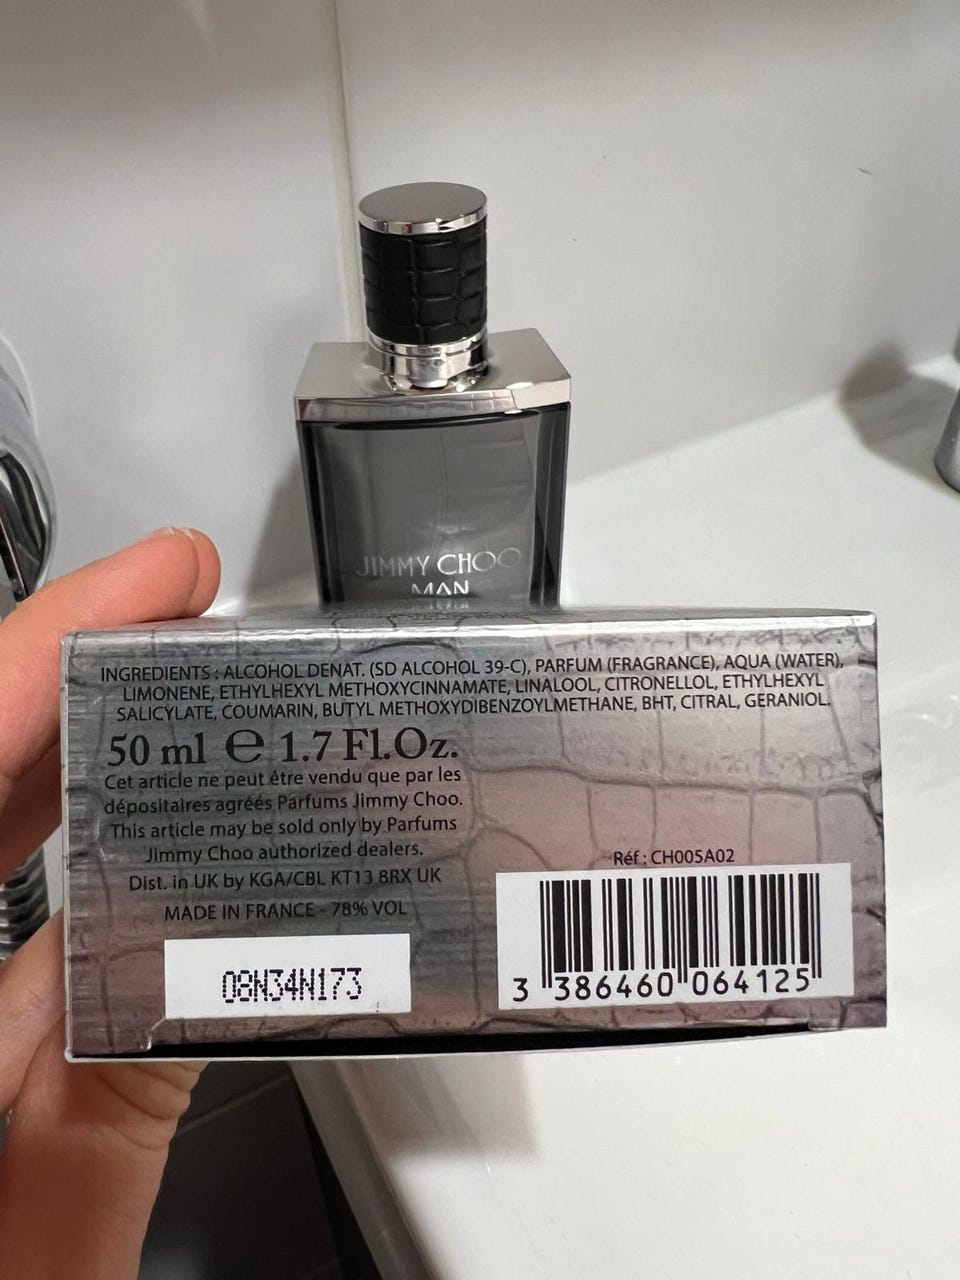 JIMMY CHOO
MAN
INGREDIENTS : ALCOHOL DENAT. (SD ALCOHOL 39-C), PARFUM (FRAGRANCE), AQUA (WATER),
LIMONENE, ETHYLHEXYL METHOXYCINNAMATE, LINALOOL, CITRONELLOL, ETHYLHEXYL
SALICYLATE, COUMARIN, BUTYL METHOXYDIBENZOYLMETHANE, BHT, CITRAL, GERANIOL.
50 ml ℮ 1.7 Fl.Oz.
Cet article ne peut être vendu que par les
dépositaires agréés Parfums Jimmy Choo.
This article may be sold only by Parfums
Jimmy Choo authorized dealers.
Dist. in UK by KGA/CBL KT13 8RX UK
MADE IN FRANCE - 78% VOL
08N34N173
Réf : CH005A02
3 386460 064125